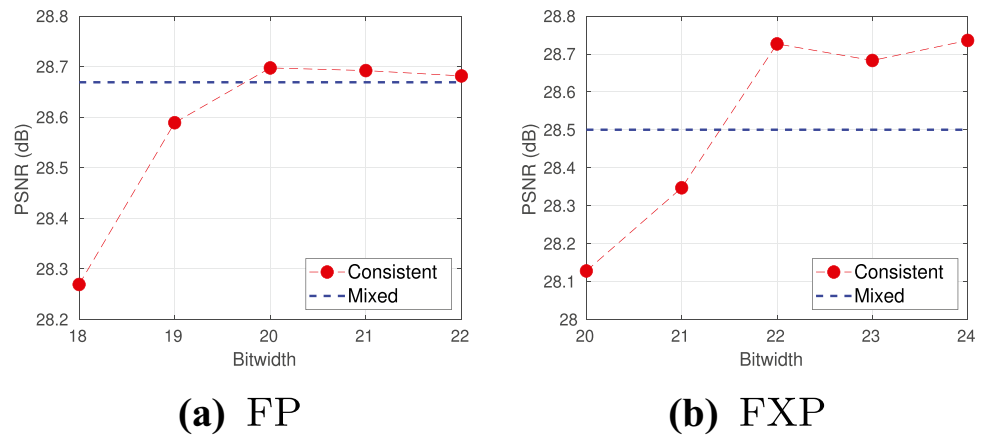 28.8
28.7
28.6
28.5
28.4
28.3
28.2
PSNR (dB)
18 19 20 21 22
Bitwidth
Consistent
Mixed
(a) FP
28.8
28.7
28.6
28.5
28.4
28.3
28.2
28.1
28
PSNR (dB)
20 21 22 23 24
Bitwidth
Consistent
Mixed
(b) FXP